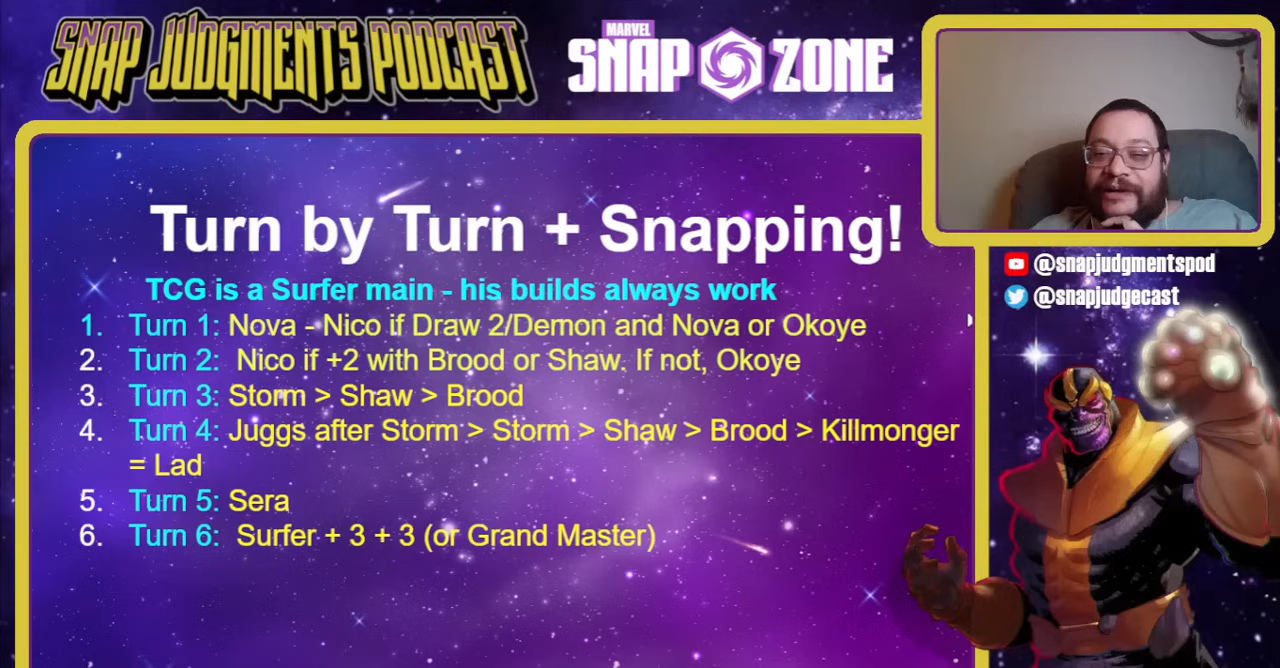 SNAP JUDGMENTS PODCAST
MARVEL
SNAP ZONE
Turn by Turn + Snapping!
TCG is a Surfer main - his builds always work
1. Turn 1: Nova - Nico if Draw 2/Demon and Nova or Okoye
2. Turn 2: Nico if +2 with Brood or Shaw. If not, Okoye
3. Turn 3: Storm > Shaw > Brood
4. Turn 4: Juggs after Storm > Storm > Shaw > Brood > Killmonger
= Lad
5. Turn 5: Sera
6. Turn 6: Surfer + 3 + 3 (or Grand Master)
@snapjudgmentspod
@snapjudgecast